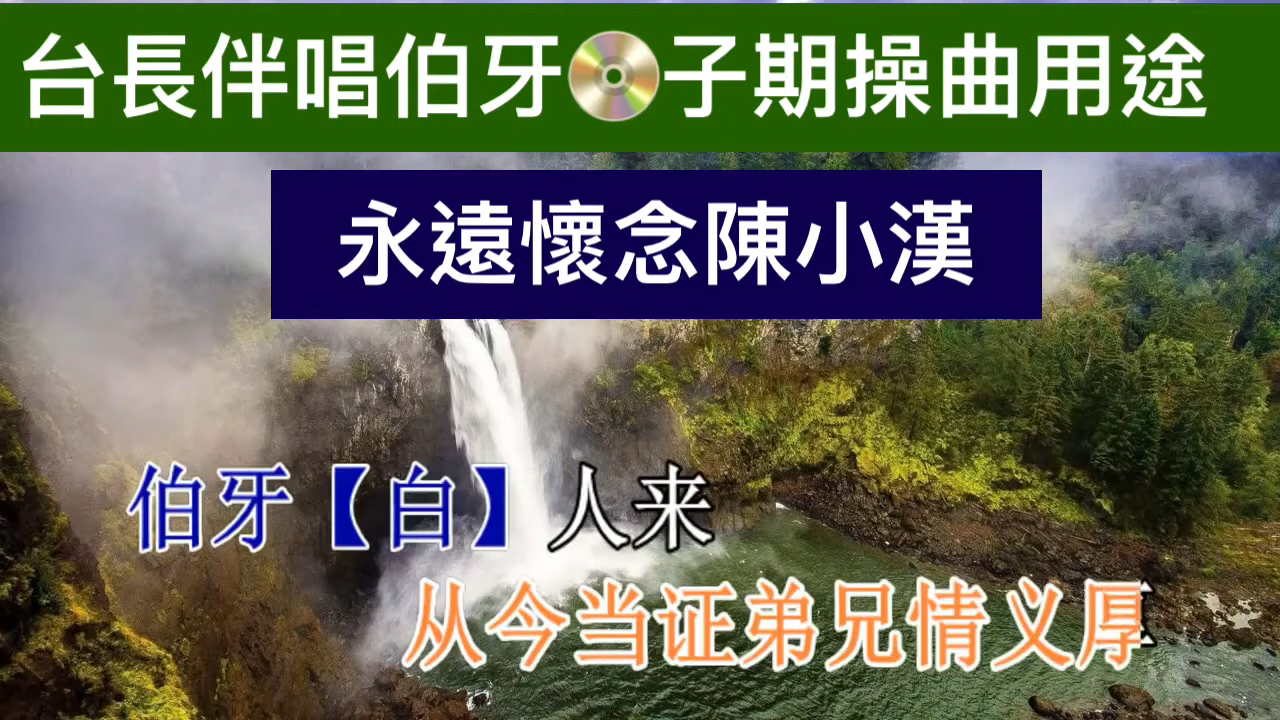 台長伴唱伯牙📀子期操曲用途
永遠懷念陳小漢
伯牙【白】人来
从今当证弟兄情义厚